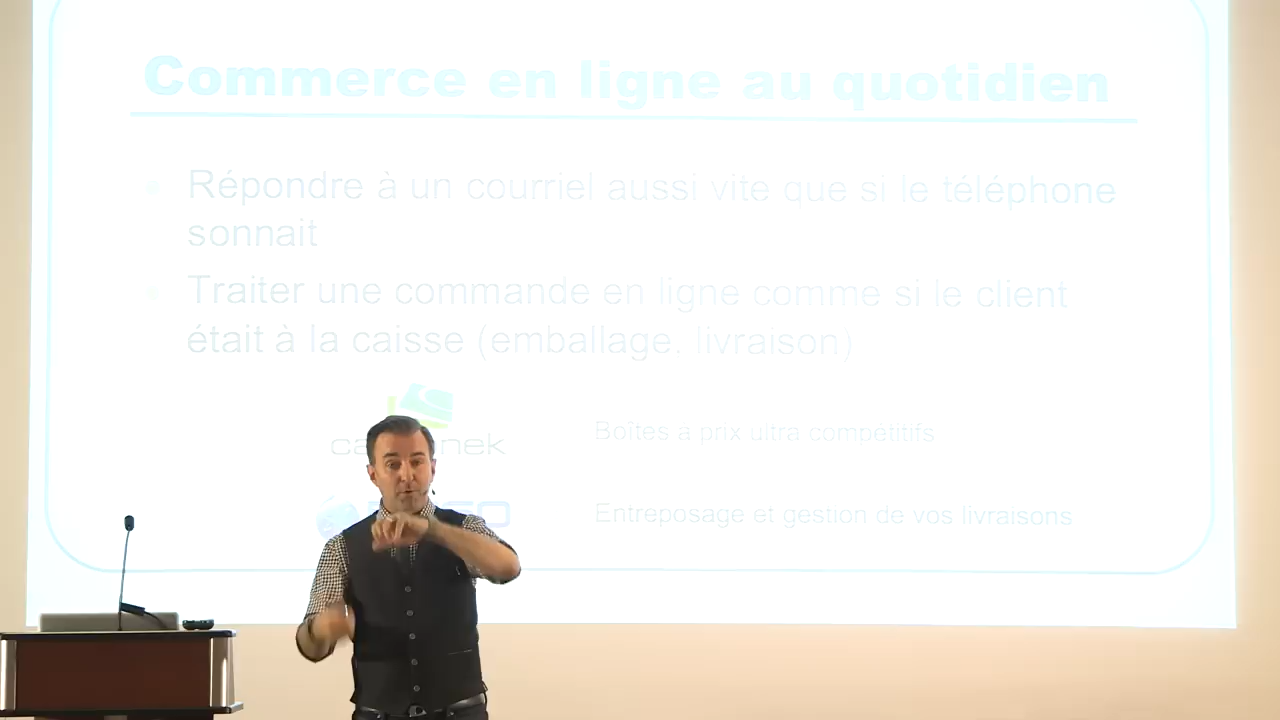 Commerce en ligne au quotidien
Répondre à un courriel aussi vite que si le téléphone
sonnait
Traiter une commande en ligne comme si le client
était à la caisse (emballage. livraison)
Boîtes à prix ultra compétitifs
Entreposage et gestion de vos livraisons